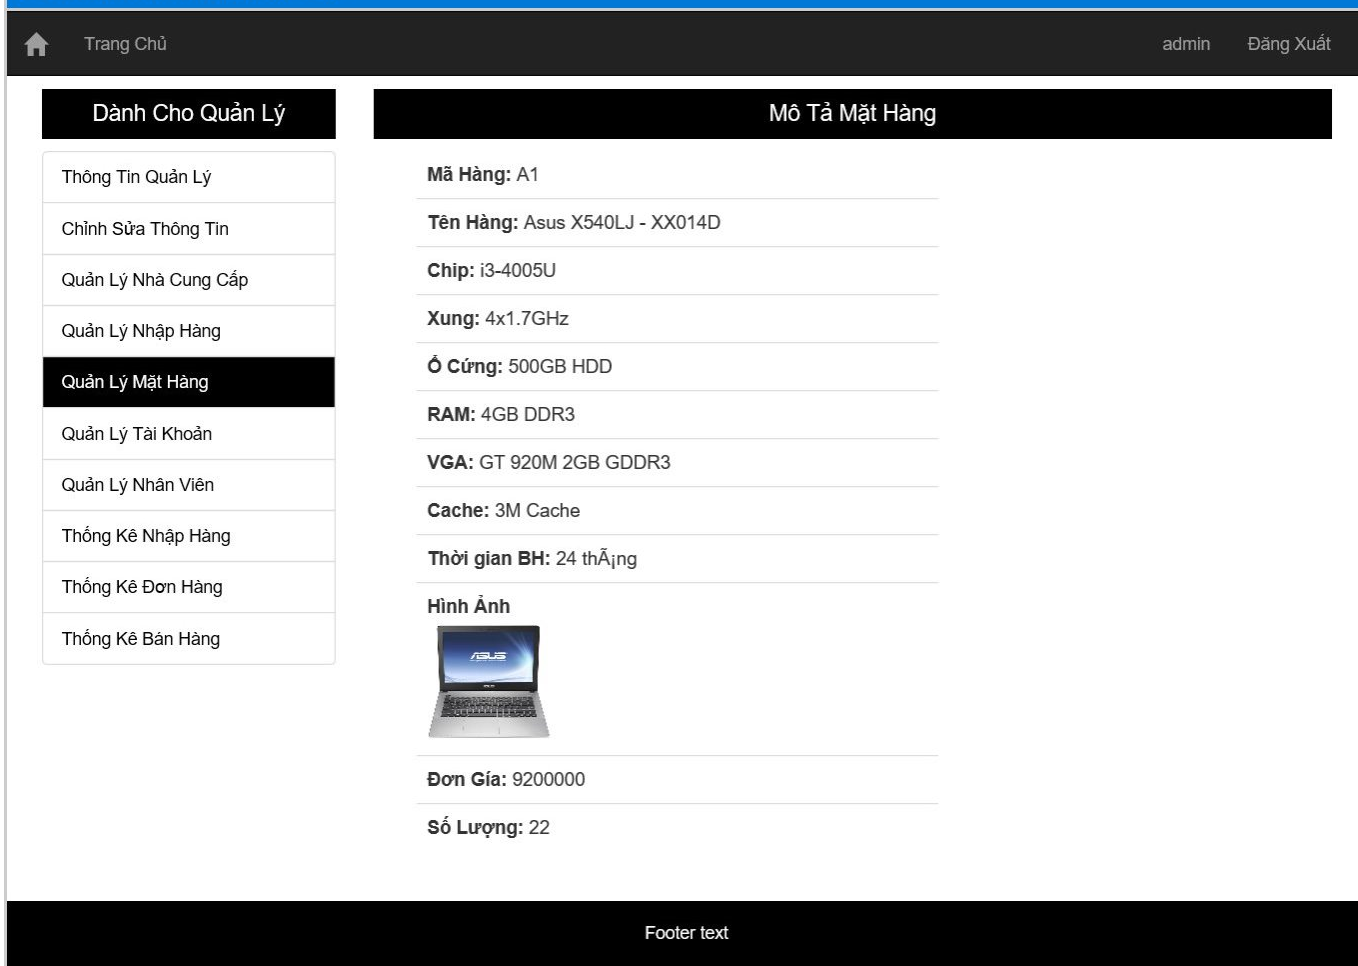 Trang Chủ
admin
Đăng Xuất
Dành Cho Quản Lý
Thông Tin Quản Lý
Chỉnh Sửa Thông Tin
Quản Lý Nhà Cung Cấp
Quản Lý Nhập Hàng
Quản Lý Mặt Hàng
Quản Lý Tài Khoản
Quản Lý Nhân Viên
Thống Kê Nhập Hàng
Thống Kê Đơn Hàng
Thống Kê Bán Hàng
Mô Tả Mặt Hàng
Mã Hàng: A1
Tên Hàng: Asus X540LJ - XX014D
Chip: i3-4005U
Xung: 4x1.7GHz
Ổ Cứng: 500GB HDD
RAM: 4GB DDR3
VGA: GT 920M 2GB GDDR3
Cache: 3M Cache
Thời gian BH: 24 thÃ¡ng
Hình Ảnh
ASUS
Đơn Gía: 9200000
Số Lượng: 22
Footer text